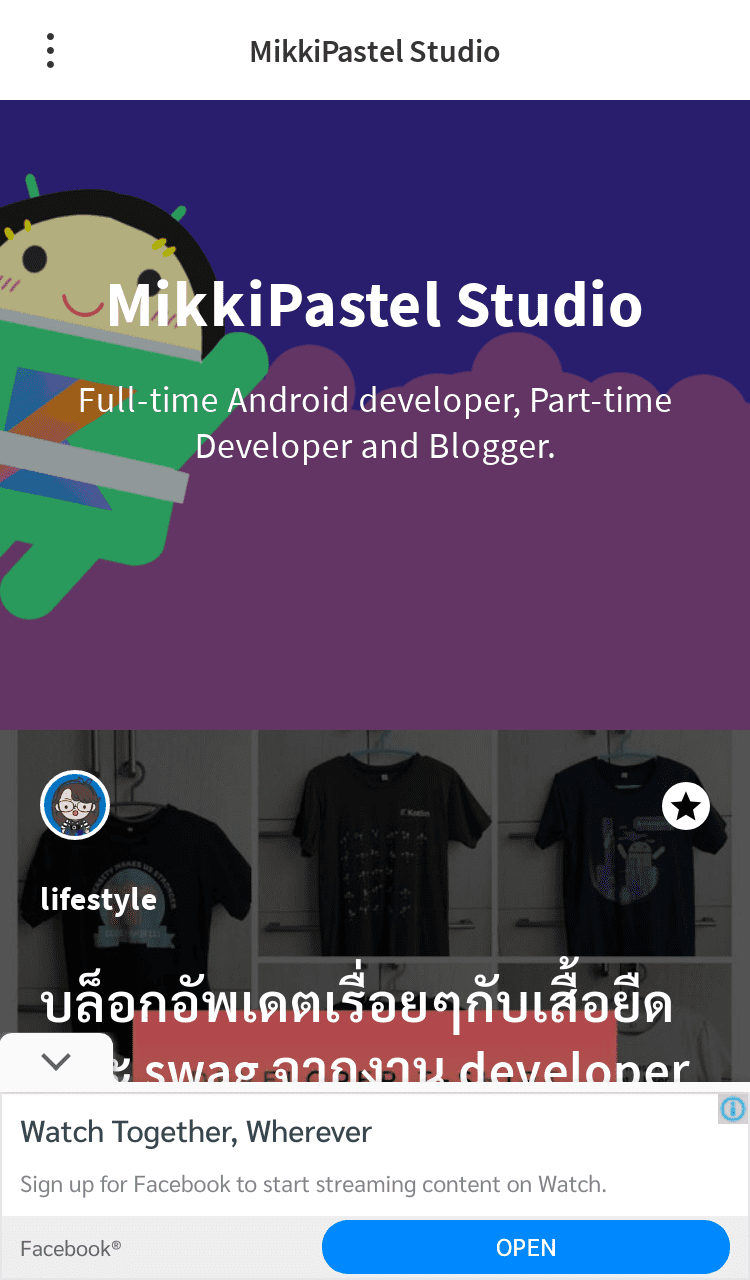 MikkiPastel Studio
MikkiPastel Studio
Full-time Android developer, Part-time
Developer and Blogger.
lifestyle
บล็อกอัพเดตเรื่อยๆกับเสื้อยืด
swag จากงาน developer
Watch Together, Wherever
Sign up for Facebook to start streaming content on Watch.
Facebook®
OPEN